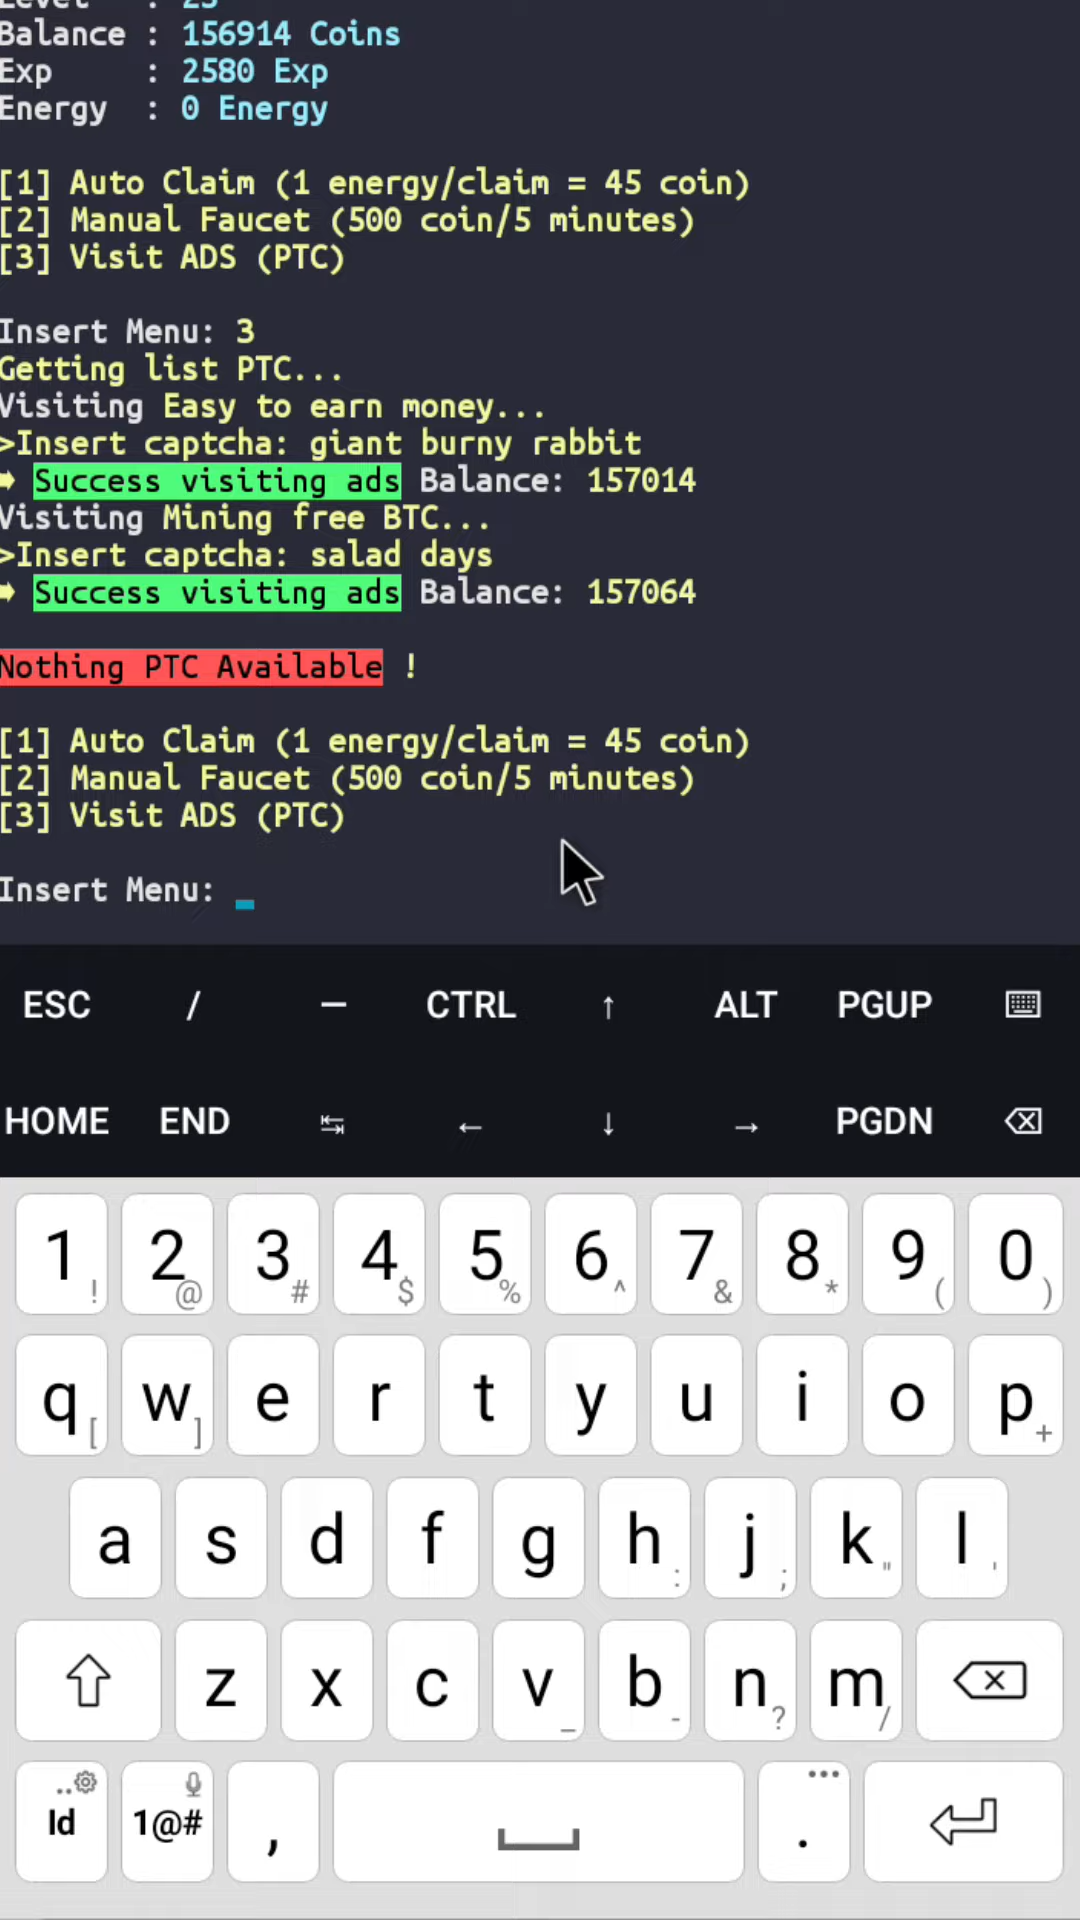 Level : 23
Balance : 156914 Coins
Exp : 2580 Exp
Energy : 0 Energy
[1] Auto Claim (1 energy/claim = 45 coin)
[2] Manual Faucet (500 coin/5 minutes)
[3] Visit ADS (PTC)
Insert Menu: 3
Getting list PTC...
Visiting Easy to earn money...
>Insert captcha: giant burny rabbit
➡ Success visiting ads Balance: 157014
Visiting Mining free BTC...
>Insert captcha: salad days
➡ Success visiting ads Balance: 157064
Nothing PTC Available !
[1] Auto Claim (1 energy/claim = 45 coin)
[2] Manual Faucet (500 coin/5 minutes)
[3] Visit ADS (PTC)
Insert Menu:
ESC / — CTRL ↑ ALT PGUP
HOME END ↹ ← ↓ → PGDN ⌫
1 ! 2 @ 3 # 4 $ 5 % 6 ^ 7 & 8 * 9 ( 0 )
q [ w ] e r t y u i o p +
a s d f g h : j ; k " l '
z x c v _ b - n ? m /
Id 1@# , .